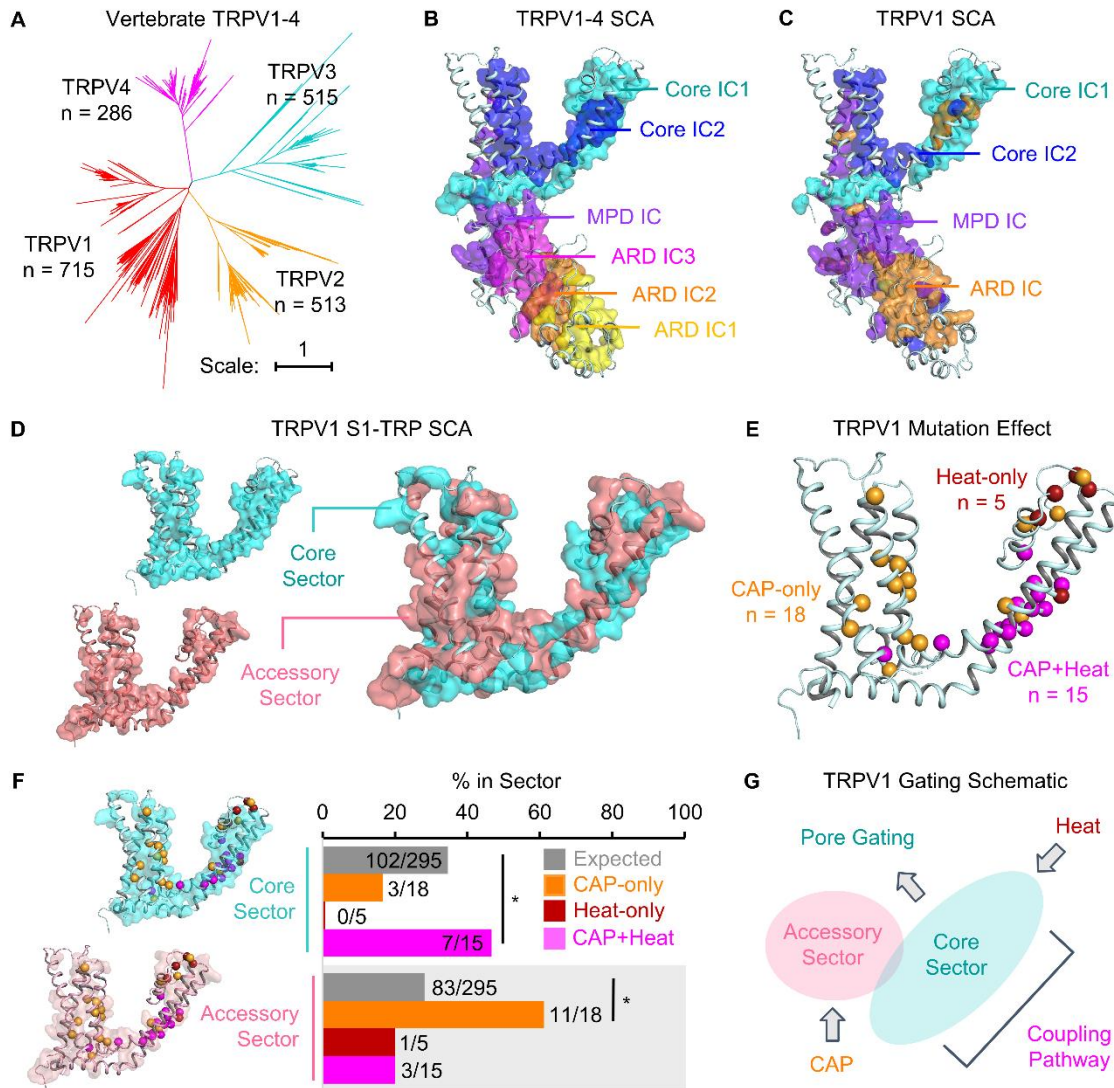 A
Vertebrate TRPV1-4
TRPV4
n = 286
TRPV3
n = 515
TRPV1
n = 715
TRPV2
n = 513
Scale:
1
B
TRPV1-4 SCA
Core IC1
Core IC2
MPD IC
ARD IC3
ARD IC2
ARD IC1
C
TRPV1 SCA
Core IC1
Core IC2
MPD IC
ARD IC
D
TRPV1 S1-TRP SCA
Core
Sector
Accessory
Sector
E
TRPV1 Mutation Effect
Heat-only
n = 5
CAP-only
n = 18
CAP+Heat
n = 15
F
% in Sector
0 20 40 60 80 100
Core
Sector
102/295
3/18
0/5
7/15
*
Expected
CAP-only
Heat-only
CAP+Heat
Accessory
Sector
83/295
11/18
1/5
3/15
*
G
TRPV1 Gating Schematic
Pore Gating
Heat
Accessory
Sector
Core
Sector
CAP
Coupling
Pathway